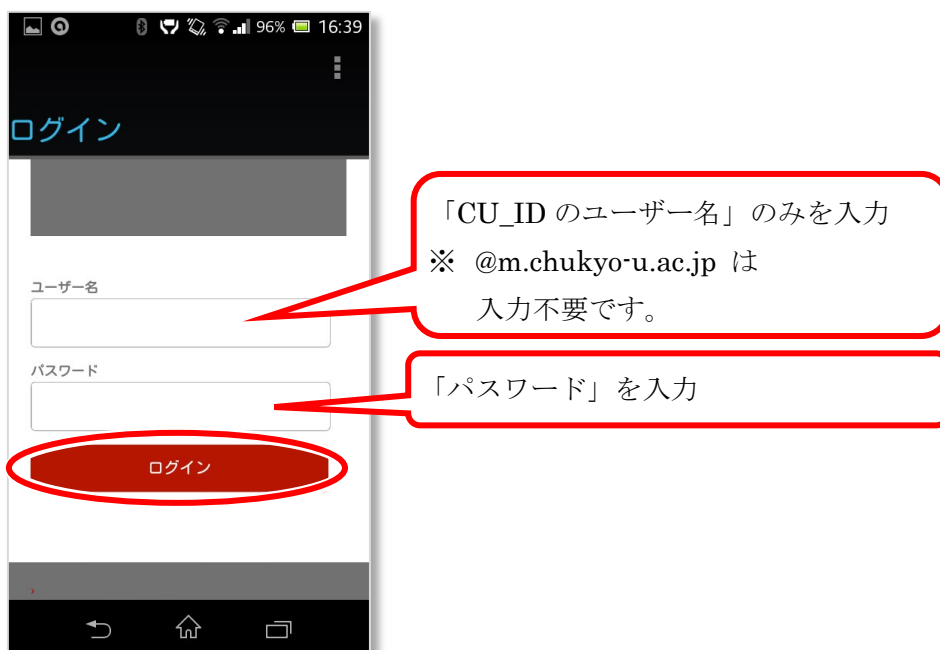 96% 16:39
ログイン
「CU_ID のユーザー名」のみを入力
※ @m.chukyo-u.ac.jp は
入力不要です。
ユーザー名
パスワード
「パスワード」を入力
ログイン